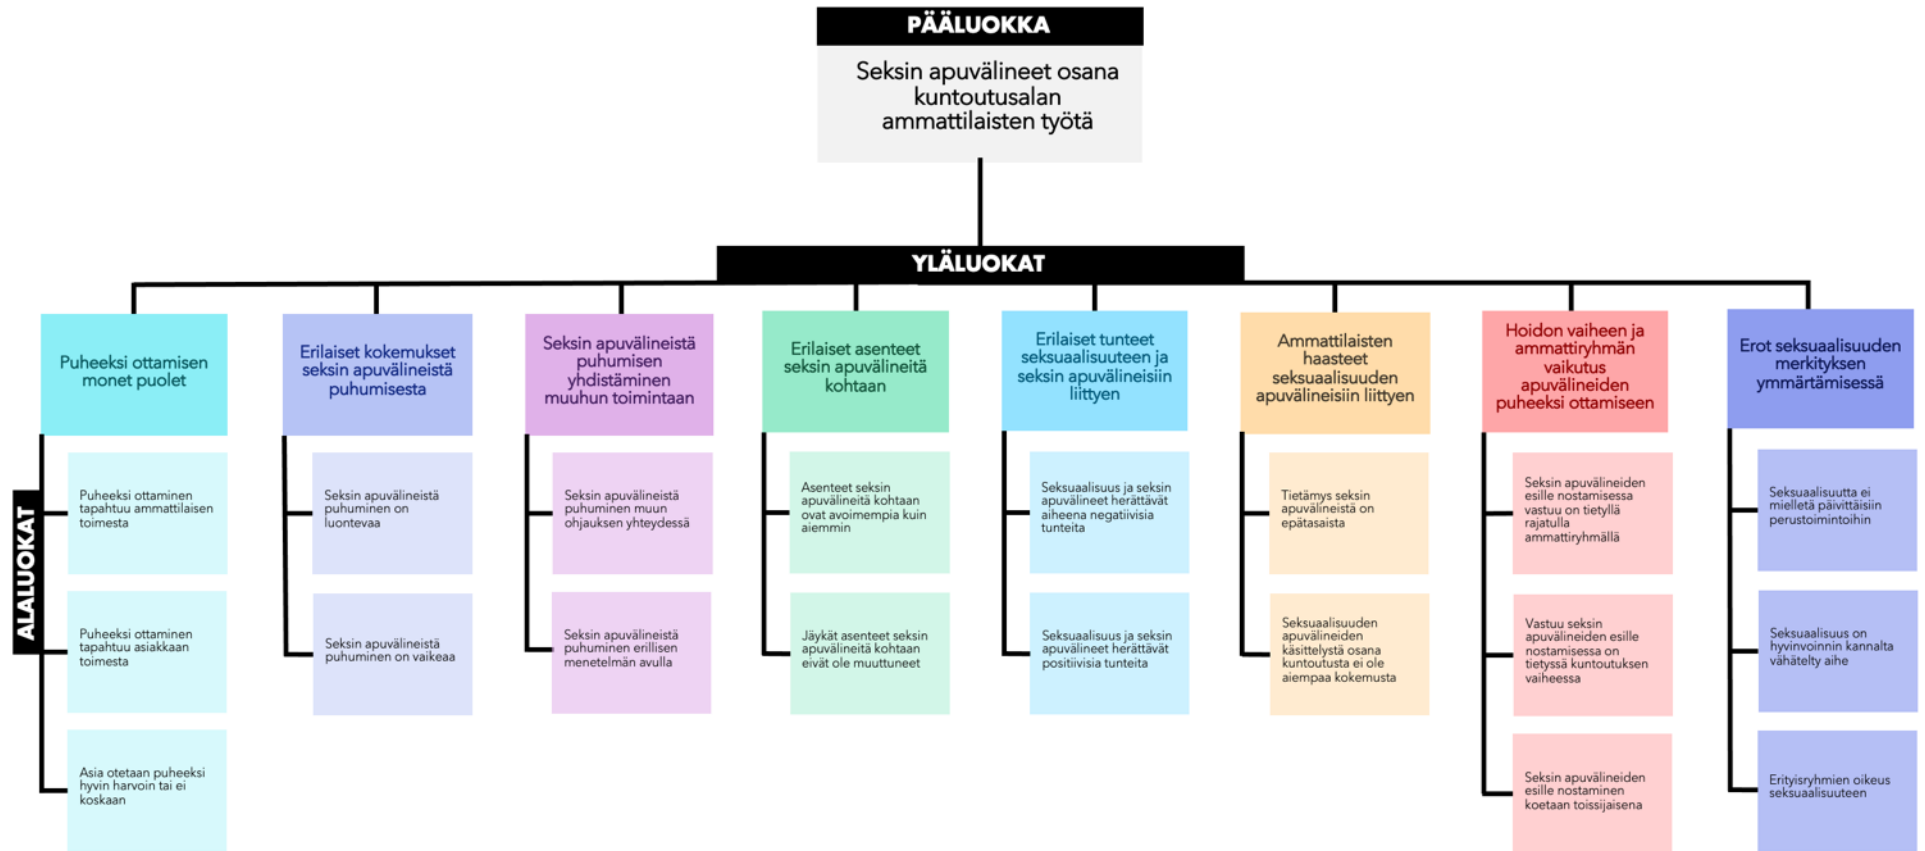 PÄÄLUOKKA
Seksin apuvälineet osana
kuntoutusalan
ammattilaisten työtä
YLÄLUOKAT
Puheeksi ottamisen
monet puolet
Erilaiset kokemukset
seksin apuvälineistä
puhumisesta
Seksin apuvälineistä
puhumisen
yhdistäminen
muuhun toimintaan
Erilaiset asenteet
seksin apuvälineitä
kohtaan
Erilaiset tunteet
seksuaalisuuteen ja
seksin apuvälineisiin
liittyen
Ammattilaisten
haasteet
seksuaalisuuden
apuvälineisiin liittyen
Hoidon vaiheen ja
ammattiryhmän
vaikutus
apuvälineiden
puheeksi ottamiseen
Erot seksuaalisuuden
merkityksen
ymmärtämisessä
ALALUOKAT
Puheeksi ottaminen
tapahtuu ammattilaisen
toimesta
Puheeksi ottaminen
tapahtuu asiakkaan
toimesta
Asia otetaan puheeksi
hyvin harvoin tai ei
koskaan
Seksin apuvälineistä
puhuminen on
luontevaa
Seksin apuvälineistä
puhuminen on vaikeaa
Seksin apuvälineistä
puhuminen muun
ohjauksen yhteydessä
Seksin apuvälineistä
puhuminen erillisen
menetelmän avulla
Asenteet seksin
apuvälineitä kohtaan
ovat avoimempia kuin
aiemmin
Jäykät asenteet seksin
apuvälineitä kohtaan
eivät ole muuttuneet
Seksuaalisuus ja seksin
apuvälineet herättävät
aiheena negatiivisia
tunteita
Seksuaalisuus ja seksin
apuvälineet herättävät
positiivisia tunteita
Tietämys seksin
apuvälineistä on
epätasaista
Seksuaalisuuden
apuvälineiden
käsittelystä osana
kuntoutusta ei ole
aiempaa kokemusta
Seksin apuvälineiden
esille nostamisessa
vastuu on tietyllä
rajatulla
ammattiryhmällä
Vastuu seksin
apuvälineiden esille
nostamisessa on
tietyssä kuntoutuksen
vaiheessa
Seksin apuvälineiden
esille nostaminen
koetaan toissijaisena
Seksuaalisuutta ei
mielletä päivittäisiin
perustoimintoihin
Seksuaalisuus on
hyvinvoinnin kannalta
vähätelty aihe
Erityisryhmien oikeus
seksuaalisuuteen